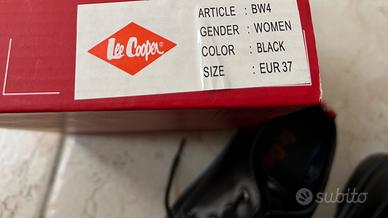 Lee Cooper®
ARTICLE : BW4
GENDER : WOMEN
COLOR : BLACK
SIZE : EUR 37
subito